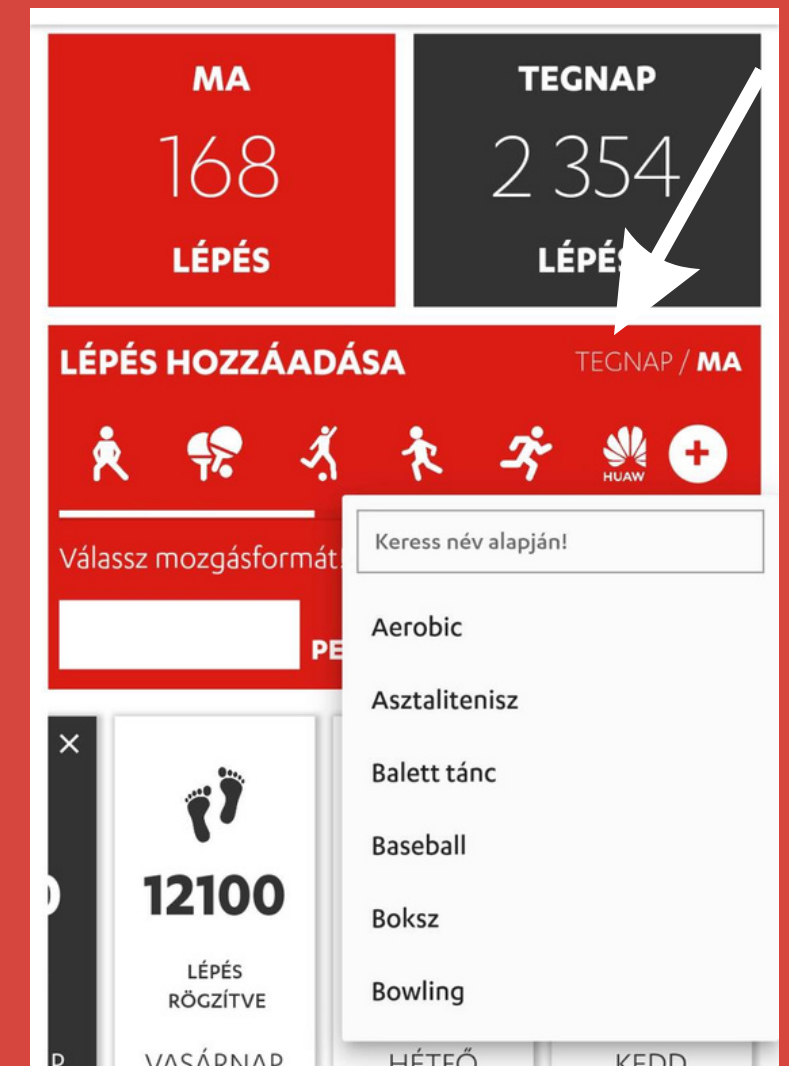 MA
168
LÉPÉS
TEGNAP
2 354
LÉPÉS
LÉPÉS HOZZÁADÁSA
TEGNAP / MA
HUAW
Válassz mozgásformát!
Keress név alapján!
Aerobic
Asztalitenisz
Balett tánc
Baseball
Boksz
Bowling
12100
LÉPÉS
RÖGZÍTVE
VASÁRNAP
HÉTFŐ
KEDD